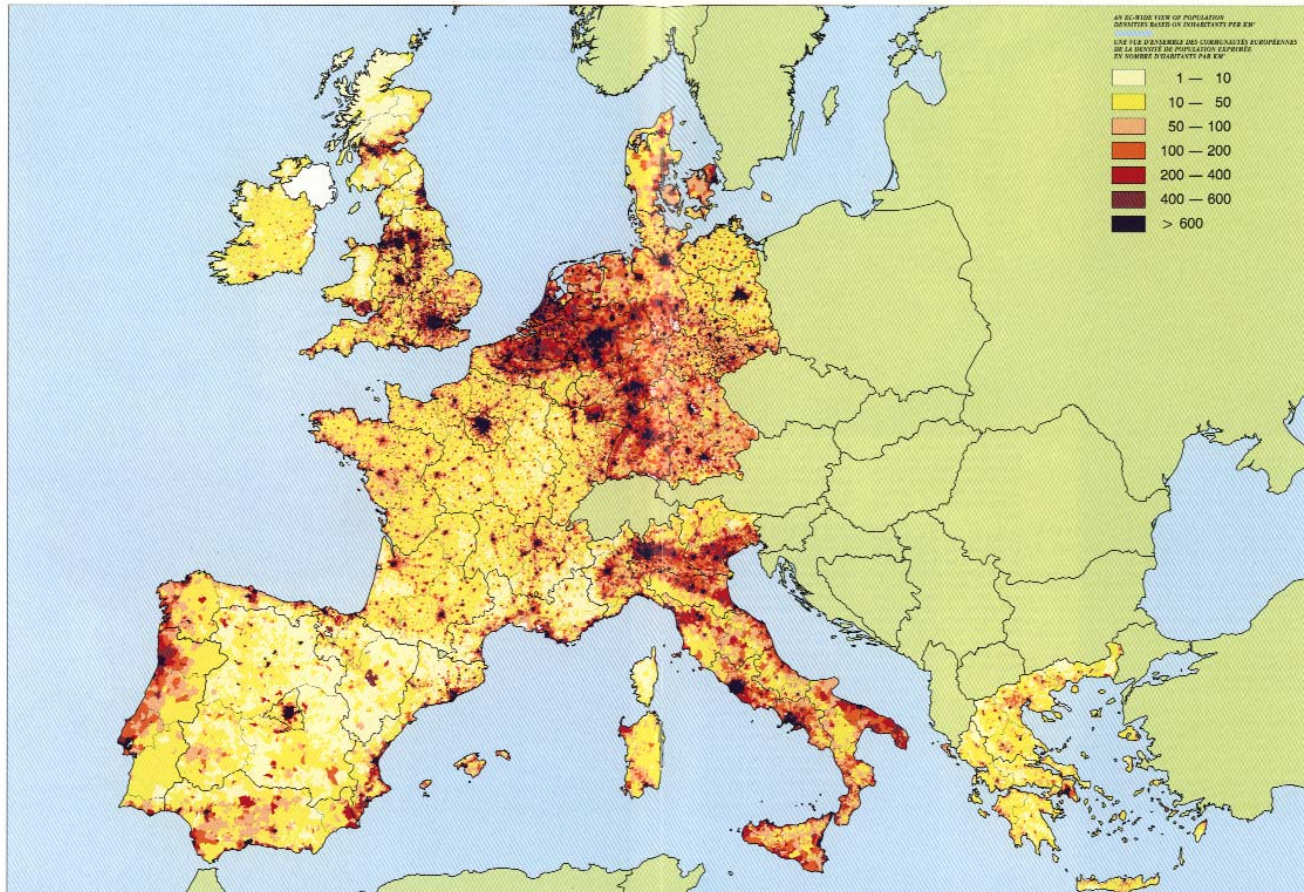 AN EC-WIDE VIEW OF POPULATION
DENSITIES BASED ON INHABITANTS PER KM²
UNE VUE D'ENSEMBLE DES COMMUNAUTÉS EUROPÉENNES
DE LA DENSITÉ DE POPULATION EXPRIMÉE
EN NOMBRE D'HABITANTS PAR KM²
1 — 10
10 — 50
50 — 100
100 — 200
200 — 400
400 — 600
> 600